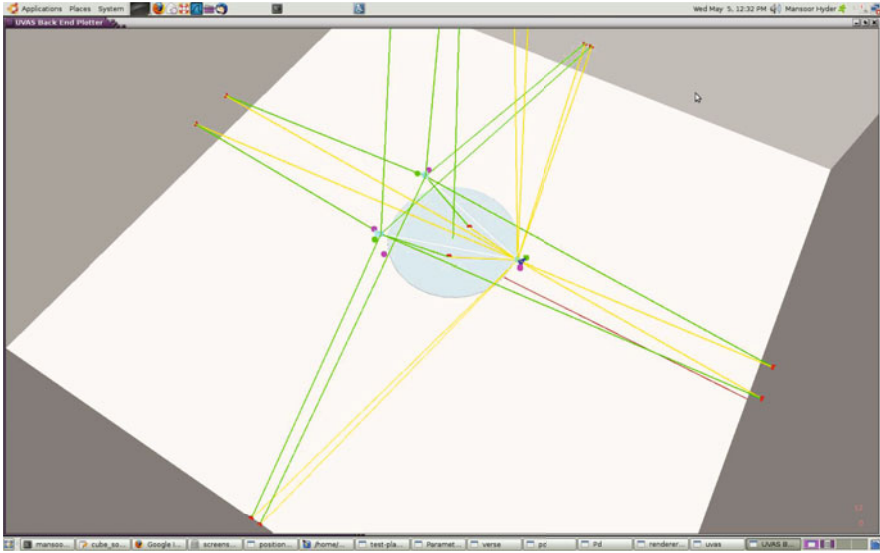 Applications Places System
Wed May 5, 12:32 PM
Mansoor Hyder
UVAS Back End Plotter
mansoo...
cube_so...
Google I...
screens...
position...
/home/...
test-pla...
Paramet...
verse
pc
Pd
renderer...
uvas
UVAS B...